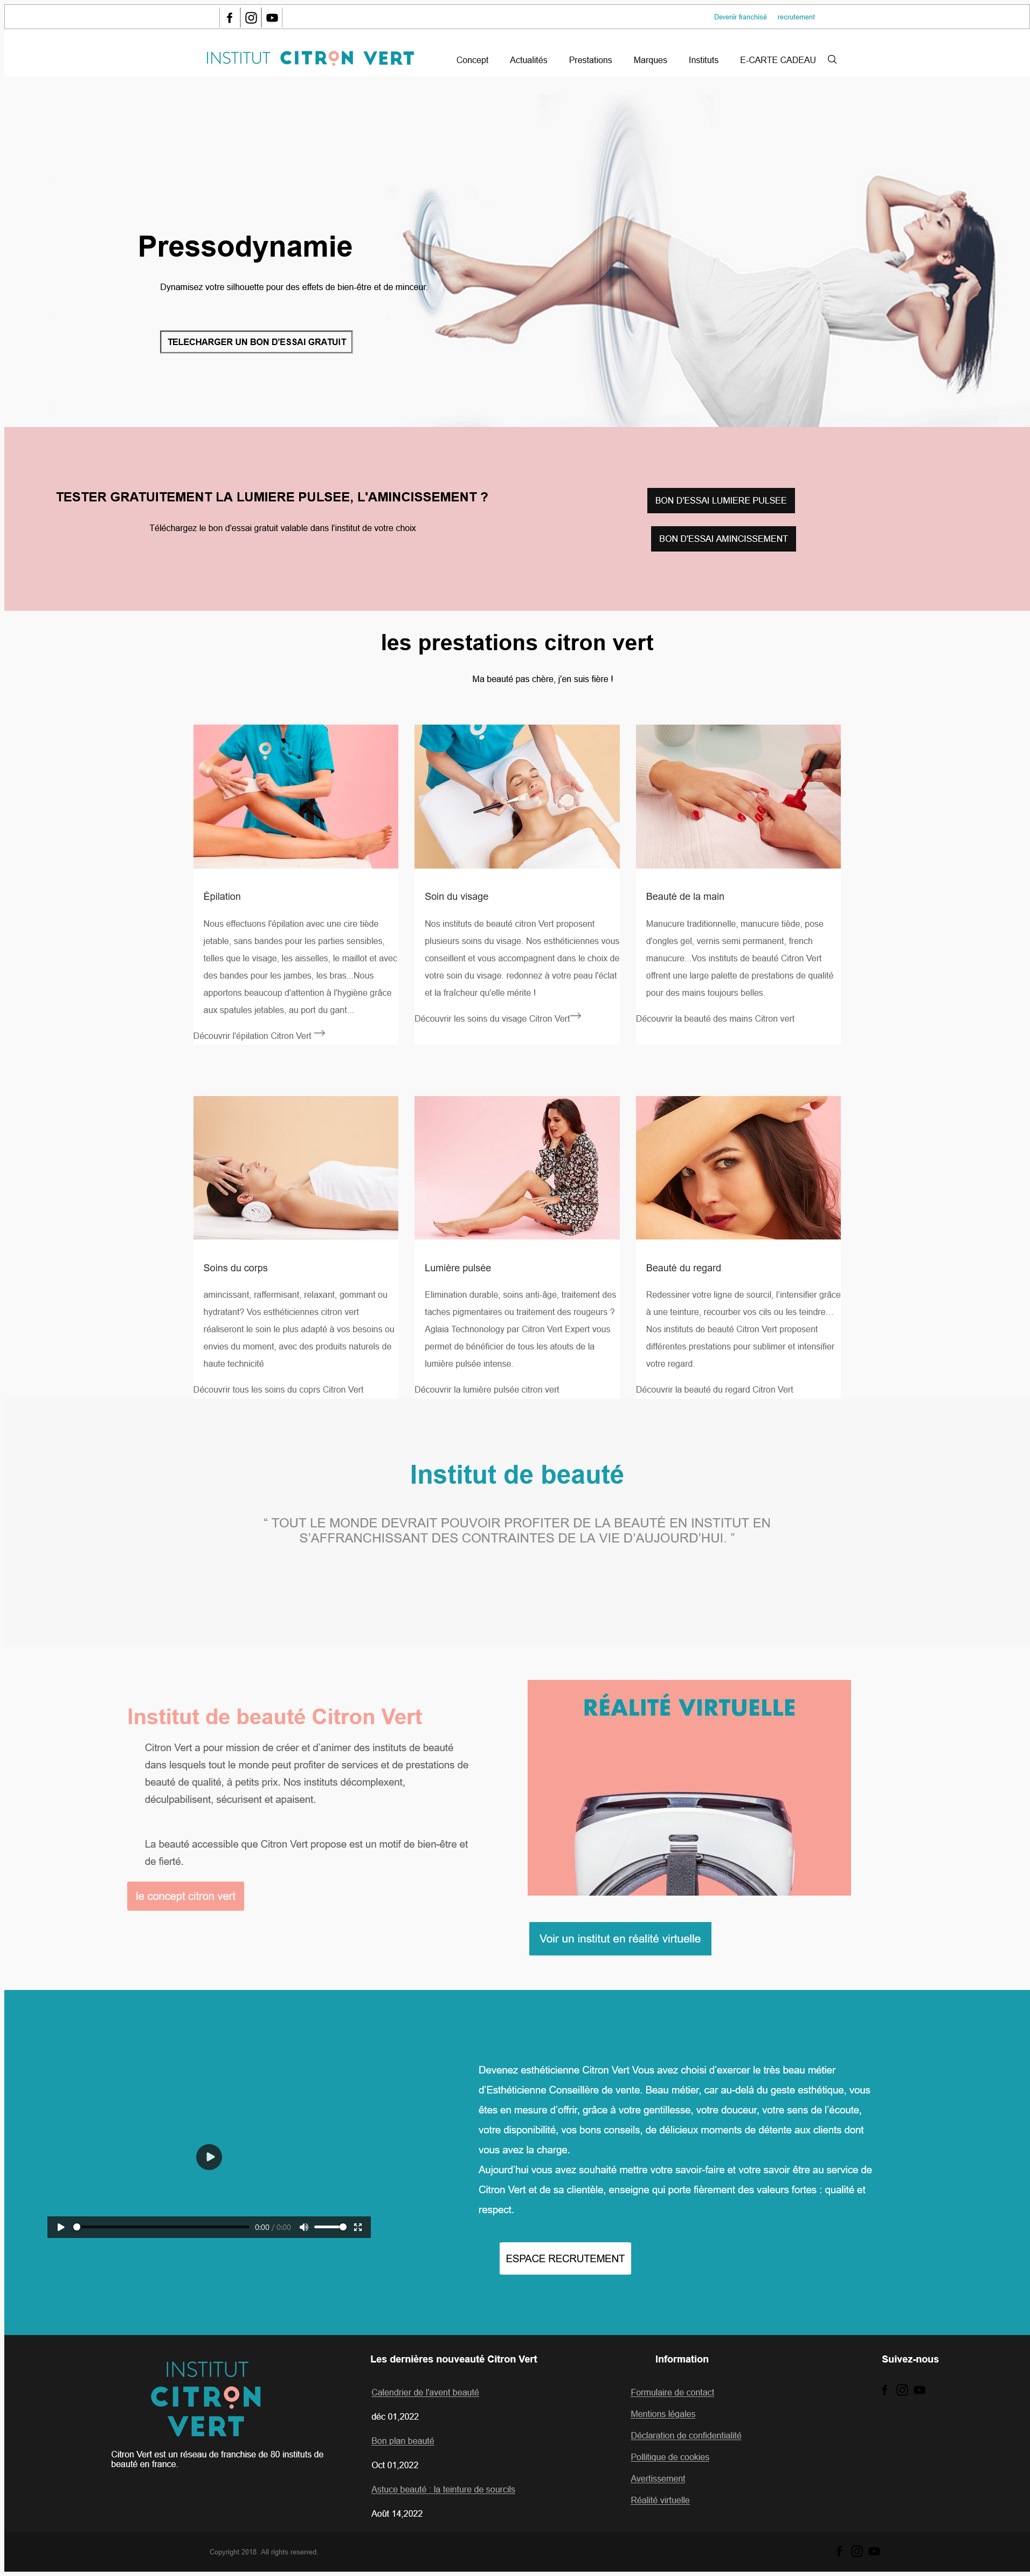 Devenir franchisé recrutement
INSTITUT CITRON VERT
Concept Actualités Prestations Marques Instituts E-CARTE CADEAU
Pressodynamie
Dynamisez votre silhouette pour des effets de bien-être et de minceur.
TELECHARGER UN BON D'ESSAI GRATUIT
TESTER GRATUITEMENT LA LUMIERE PULSEE, L'AMINCISSEMENT ?
Téléchargez le bon d'essai gratuit valable dans l'institut de votre choix
BON D'ESSAI LUMIERE PULSEE
BON D'ESSAI AMINCISSEMENT
les prestations citron vert
Ma beauté pas chère, j'en suis fière !
Épilation
Nous effectuons l'épilation avec une cire tiède
jetable, sans bandes pour les parties sensibles,
telles que le visage, les aisselles, le maillot et avec
des bandes pour les jambes, les bras...Nous
apportons beaucoup d'attention à l'hygiène grâce
aux spatules jetables, au port du gant...
Découvrir l'épilation Citron Vert
Soin du visage
Nos instituts de beauté citron Vert proposent
plusieurs soins du visage. Nos esthéticiennes vous
conseillent et vous accompagnent dans le choix de
votre soin du visage. redonnez à votre peau l'éclat
et la fraîcheur qu'elle mérite !
Découvrir les soins du visage Citron Vert
Beauté de la main
Manucure traditionnelle, manucure tiède, pose
d'ongles gel, vernis semi permanent, french
manucure...Vos instituts de beauté Citron Vert
offrent une large palette de prestations de qualité
pour des mains toujours belles.
Découvrir la beauté des mains Citron vert
Soins du corps
amincissant, raffermisant, relaxant, gommant ou
hydratant? Vos esthéticiennes citron vert
réaliseront le soin le plus adapté à vos besoins ou
envies du moment, avec des produits naturels de
haute technicité
Découvrir tous les soins du coprs Citron Vert
Lumière pulsée
Elimination durable, soins anti-âge, traitement des
taches pigmentaires ou traitement des rougeurs ?
Aglaia Technonology par Citron Vert Expert vous
permet de bénéficier de tous les atouts de la
lumière pulsée intense.
Découvrir la lumière pulsée citron vert
Beauté du regard
Redessiner votre ligne de sourcil, l'intensifier grâce
à une teinture, recourber vos cils ou les teindre...
Nos instituts de beauté Citron Vert proposent
différentes prestations pour sublimer et intensifier
votre regard.
Découvrir la beauté du regard Citron Vert
Institut de beauté
“ TOUT LE MONDE DEVRAIT POUVOIR PROFITER DE LA BEAUTÉ EN INSTITUT EN
S'AFFRANCHISSANT DES CONTRAINTES DE LA VIE D'AUJOURD'HUI. ”
Institut de beauté Citron Vert
Citron Vert a pour mission de créer et d'animer des instituts de beauté
dans lesquels tout le monde peut profiter de services et de prestations de
beauté de qualité, à petits prix. Nos instituts décomplexent,
déculpabilisent, sécurisent et apaisent.
La beauté accessible que Citron Vert propose est un motif de bien-être et
de fierté.
le concept citron vert
RÉALITÉ VIRTUELLE
Voir un institut en réalité virtuelle
0:00 / 0:00
Devenez esthéticienne Citron Vert Vous avez choisi d'exercer le très beau métier
d'Esthéticienne Conseillère de vente. Beau métier, car au-delà du geste esthétique, vous
êtes en mesure d'offrir, grâce à votre gentillesse, votre douceur, votre sens de l'écoute,
votre disponibilité, vos bons conseils, de délicieux moments de détente aux clients dont
vous avez la charge.
Aujourd'hui vous avez souhaité mettre votre savoir-faire et votre savoir être au service de
Citron Vert et de sa clientèle, enseigne qui porte fièrement des valeurs fortes : qualité et
respect.
ESPACE RECRUTEMENT
INSTITUT
CITRON
VERT
Citron Vert est un réseau de franchise de 80 instituts de
beauté en france.
Les dernières nouveauté Citron Vert
Calendrier de l'avent beauté
déc 01,2022
Bon plan beauté
Oct 01,2022
Astuce beauté : la teinture de sourcils
Août 14,2022
Information
Formulaire de contact
Mentions légales
Déclaration de confidentialité
Pollitique de cookies
Avertissement
Réalité virtuelle
Suivez-nous
Copyright 2018. All rights reserved.